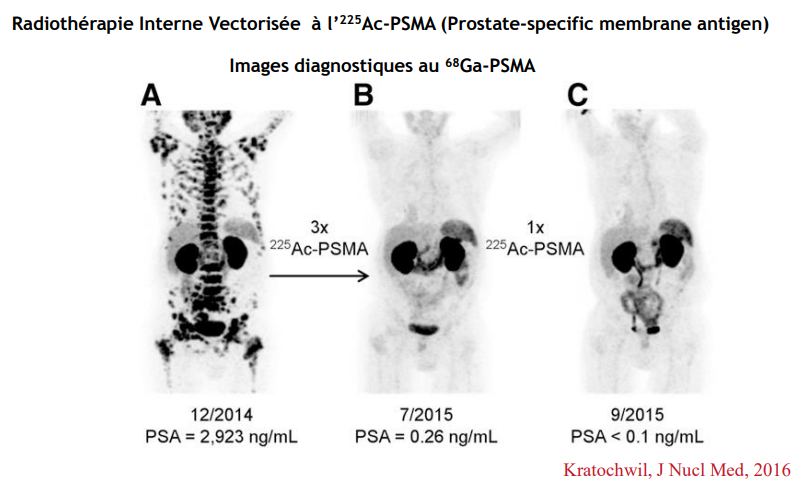 Radiothérapie Interne Vectorisée à l'²²⁵Ac-PSMA (Prostate-specific membrane antigen)
Images diagnostiques au ⁶⁸Ga-PSMA
A
B
C
3x
²²⁵Ac-PSMA
1x
²²⁵Ac-PSMA
12/2014
PSA = 2,923 ng/mL
7/2015
PSA = 0.26 ng/mL
9/2015
PSA < 0.1 ng/mL
Kratochwil, J Nucl Med, 2016